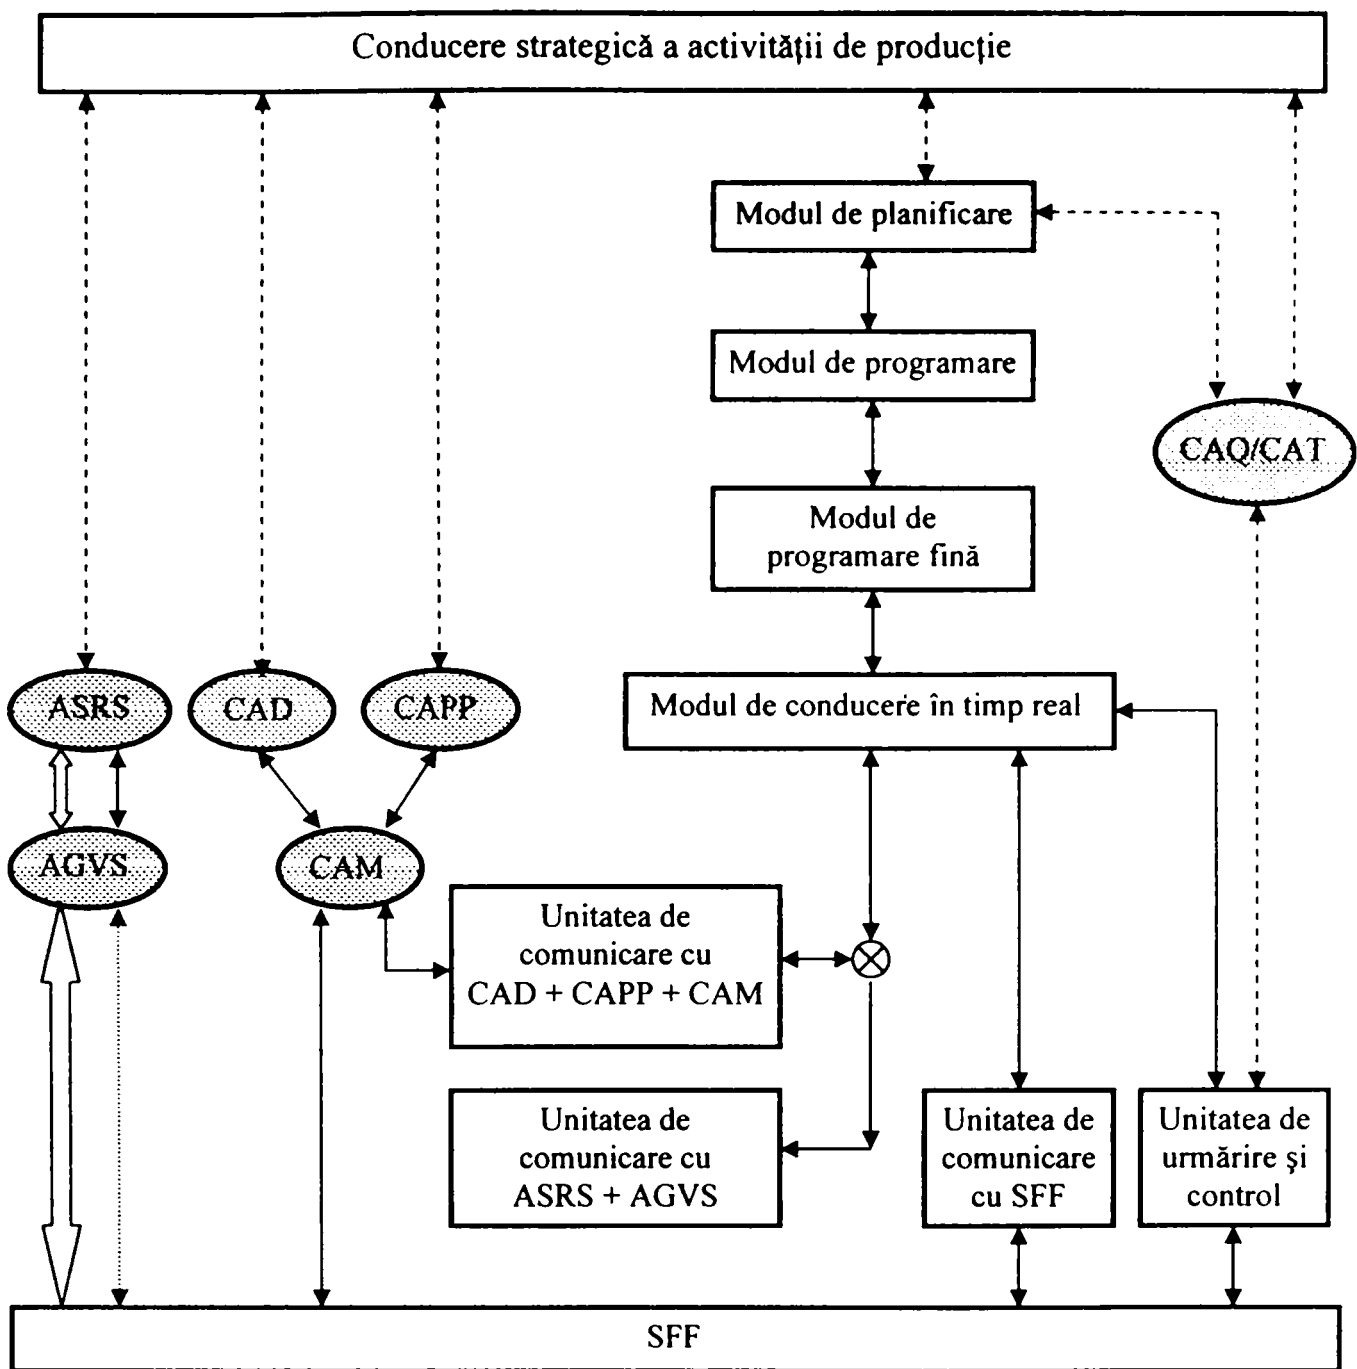 Conducere strategică a activității de producție
Modul de planificare
Modul de programare
CAQ/CAT
Modul de
programare fină
ASRS
CAD
CAPP
Modul de conducere în timp real
AGVS
CAM
Unitatea de
comunicare cu
CAD + CAPP + CAM
Unitatea de
comunicare cu
ASRS + AGVS
Unitatea de
comunicare
cu SFF
Unitatea de
urmărire și
control
SFF